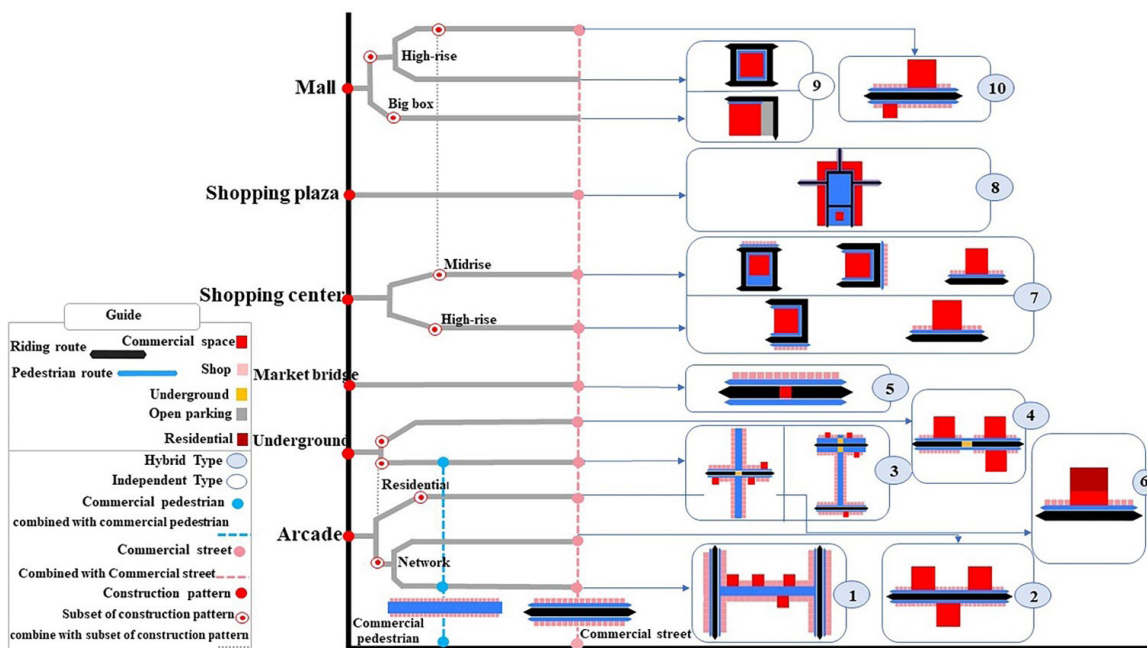 High-rise
Mall
Big box
9
10
Shopping plaza
8
Midrise
Shopping center
High-rise
7
Guide
Riding route
Commercial space
Pedestrian route
Shop
Underground
Open parking
Residential
Hybrid Type
Independent Type
Commercial pedestrian
combined with commercial pedestrian
Commercial street
Combined with Commercial street
Construction pattern
Subset of construction pattern
combine with subset of construction pattern
Market bridge
5
4
Underground
3
Residential
6
Arcade
Network
1
2
Commercial
pedestrian
Commercial street